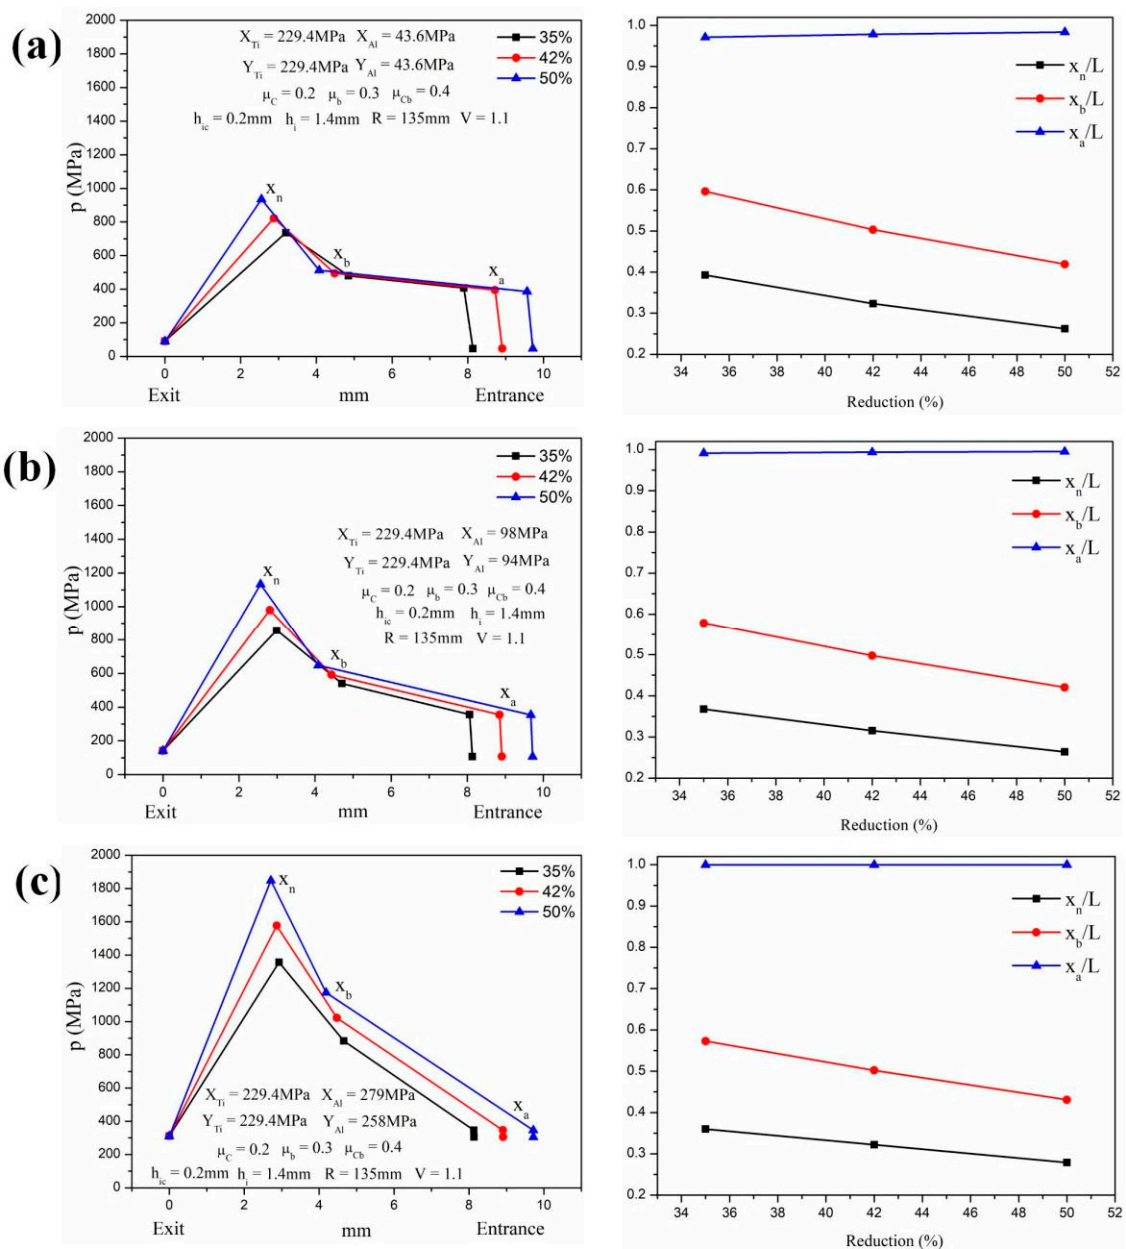 (a)
2000
1800
1600
1400
1200
1000
800
600
400
200
0
p (MPa)
X_Ti = 229.4MPa X_Al = 43.6MPa
Y_Ti = 229.4MPa Y_Al = 43.6MPa
μ_C = 0.2 μ_b = 0.3 μ_Cb = 0.4
h_ic = 0.2mm h_i = 1.4mm R = 135mm V = 1.1
35%
42%
50%
x_n
x_b
x_a
0 2 4 6 8 10
Exit mm Entrance
1.0
0.9
0.8
0.7
0.6
0.5
0.4
0.3
0.2
x_n/L
x_b/L
x_a/L
34 36 38 40 42 44 46 48 50 52
Reduction (%)
(b)
2000
1800
1600
1400
1200
1000
800
600
400
200
0
p (MPa)
35%
42%
50%
X_Ti = 229.4MPa X_Al = 98MPa
Y_Ti = 229.4MPa Y_Al = 94MPa
μ_C = 0.2 μ_b = 0.3 μ_Cb = 0.4
h_ic = 0.2mm h_i = 1.4mm
R = 135mm V = 1.1
x_n
x_b
x_a
0 2 4 6 8 10
Exit mm Entrance
1.0
0.9
0.8
0.7
0.6
0.5
0.4
0.3
0.2
x_n/L
x_b/L
x_a/L
34 36 38 40 42 44 46 48 50 52
Reduction (%)
(c)
2000
1800
1600
1400
1200
1000
800
600
400
200
0
p (MPa)
35%
42%
50%
x_n
x_b
x_a
X_Ti = 229.4MPa X_Al = 279MPa
Y_Ti = 229.4MPa Y_Al = 258MPa
μ_C = 0.2 μ_b = 0.3 μ_Cb = 0.4
h_ic = 0.2mm h_i = 1.4mm R = 135mm V = 1.1
0 2 4 6 8 10
Exit mm Entrance
1.0
0.9
0.8
0.7
0.6
0.5
0.4
0.3
0.2
x_n/L
x_b/L
x_a/L
34 36 38 40 42 44 46 48 50 52
Reduction (%)